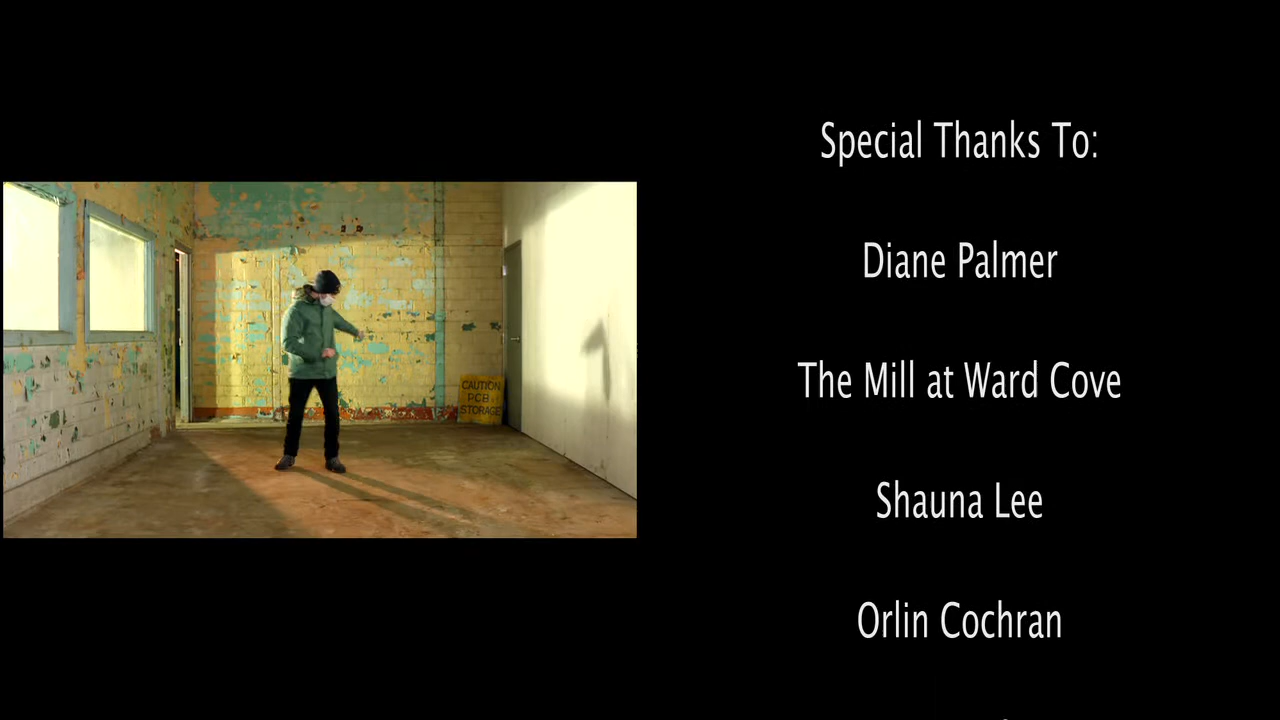 Special Thanks To:
Diane Palmer
The Mill at Ward Cove
Shauna Lee
Orlin Cochran
CAUTION
PCB
STORAGE